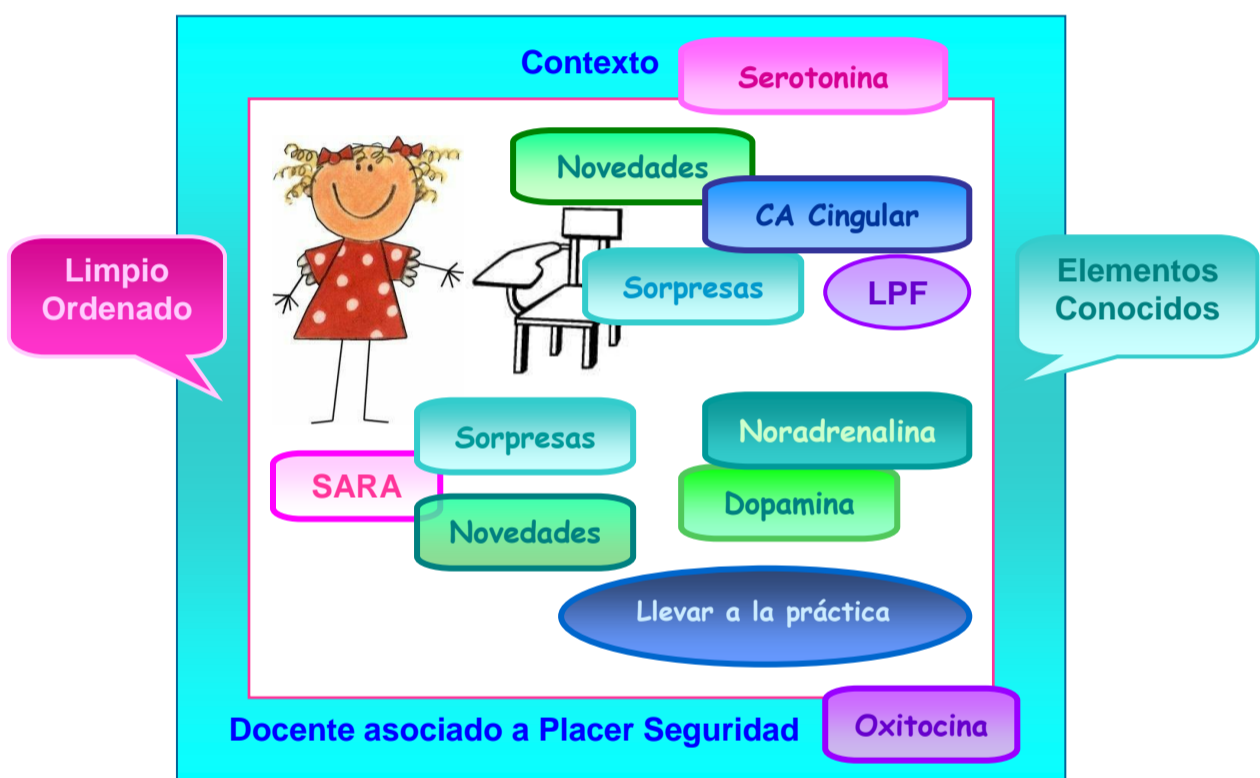 Contexto
Serotonina
Novedades
CA Cingular
Limpio
Ordenado
Sorpresas
LPF
Elementos
Conocidos
Sorpresas
Noradrenalina
SARA
Dopamina
Novedades
Llevar a la práctica
Docente asociado a Placer Seguridad
Oxitocina